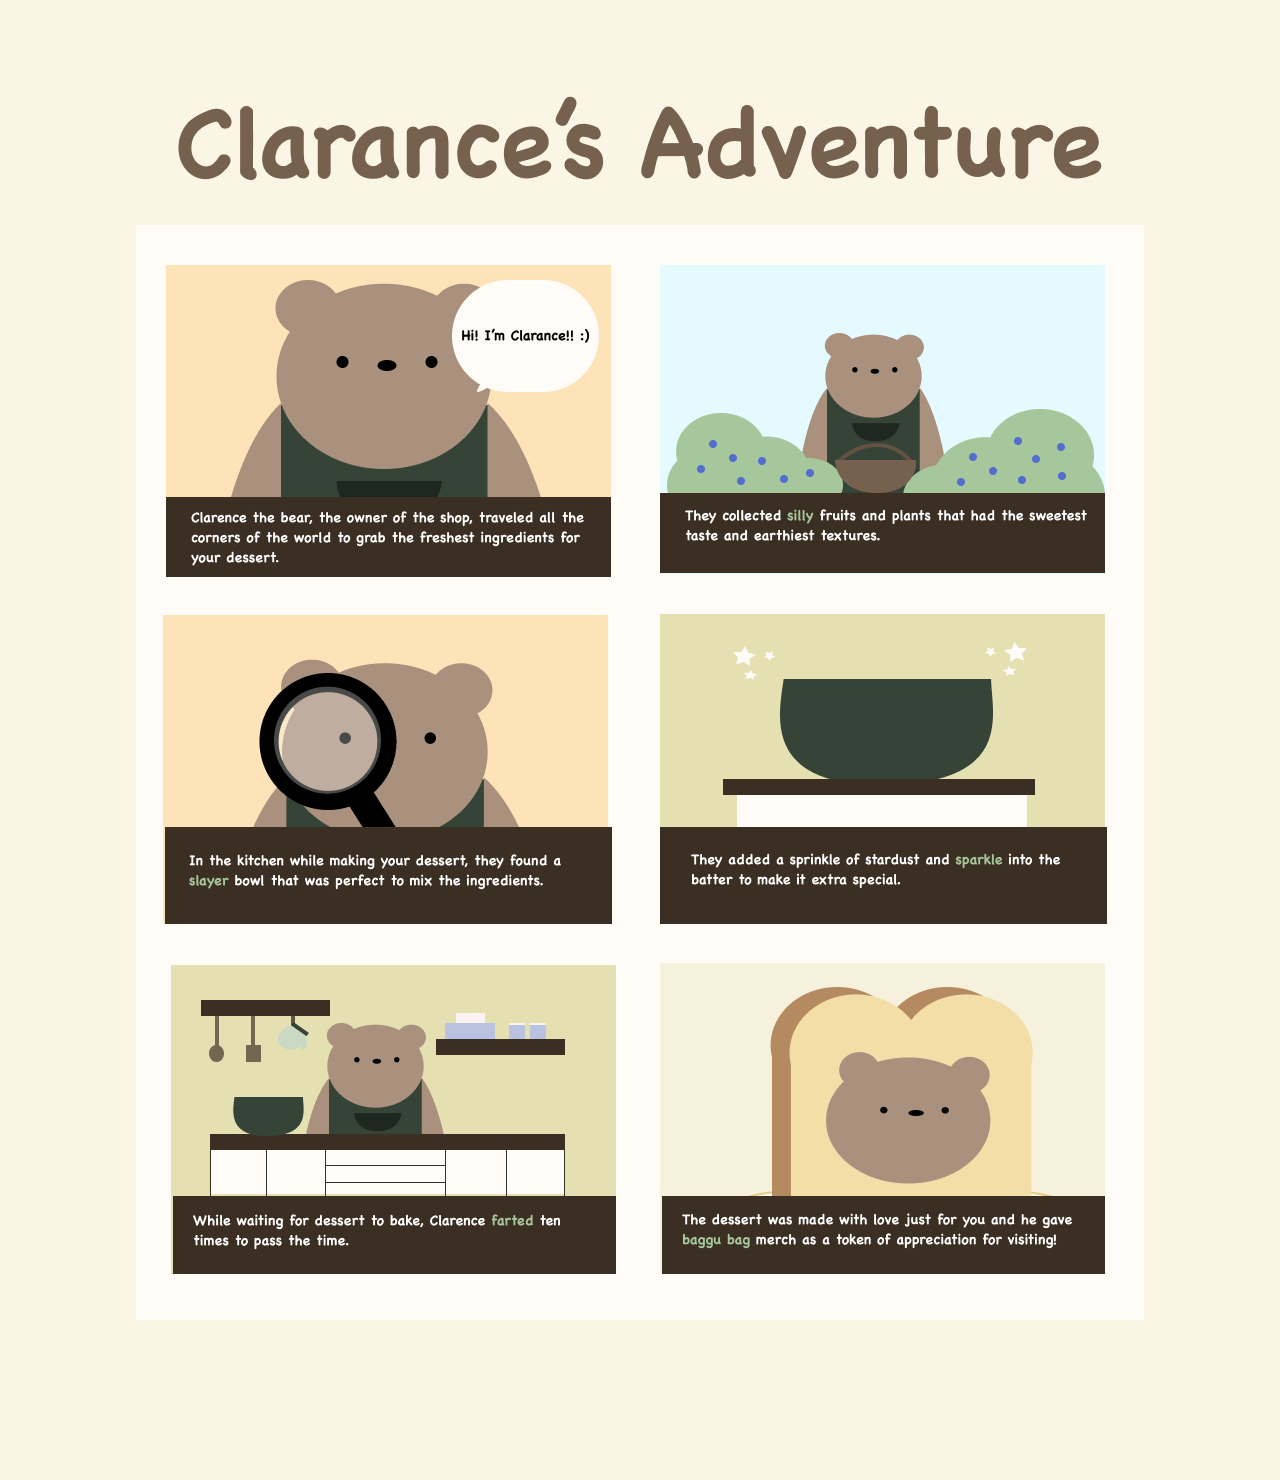 Clarance's Adventure
Hi! I'm Clarance!! :)
Clarence the bear, the owner of the shop, traveled all the
corners of the world to grab the freshest ingredients for
your dessert.
They collected silly fruits and plants that had the sweetest
taste and earthiest textures.
In the kitchen while making your dessert, they found a
slayer bowl that was perfect to mix the ingredients.
They added a sprinkle of stardust and sparkle into the
batter to make it extra special.
While waiting for dessert to bake, Clarence farted ten
times to pass the time.
The dessert was made with love just for you and he gave
baggu bag merch as a token of appreciation for visiting!